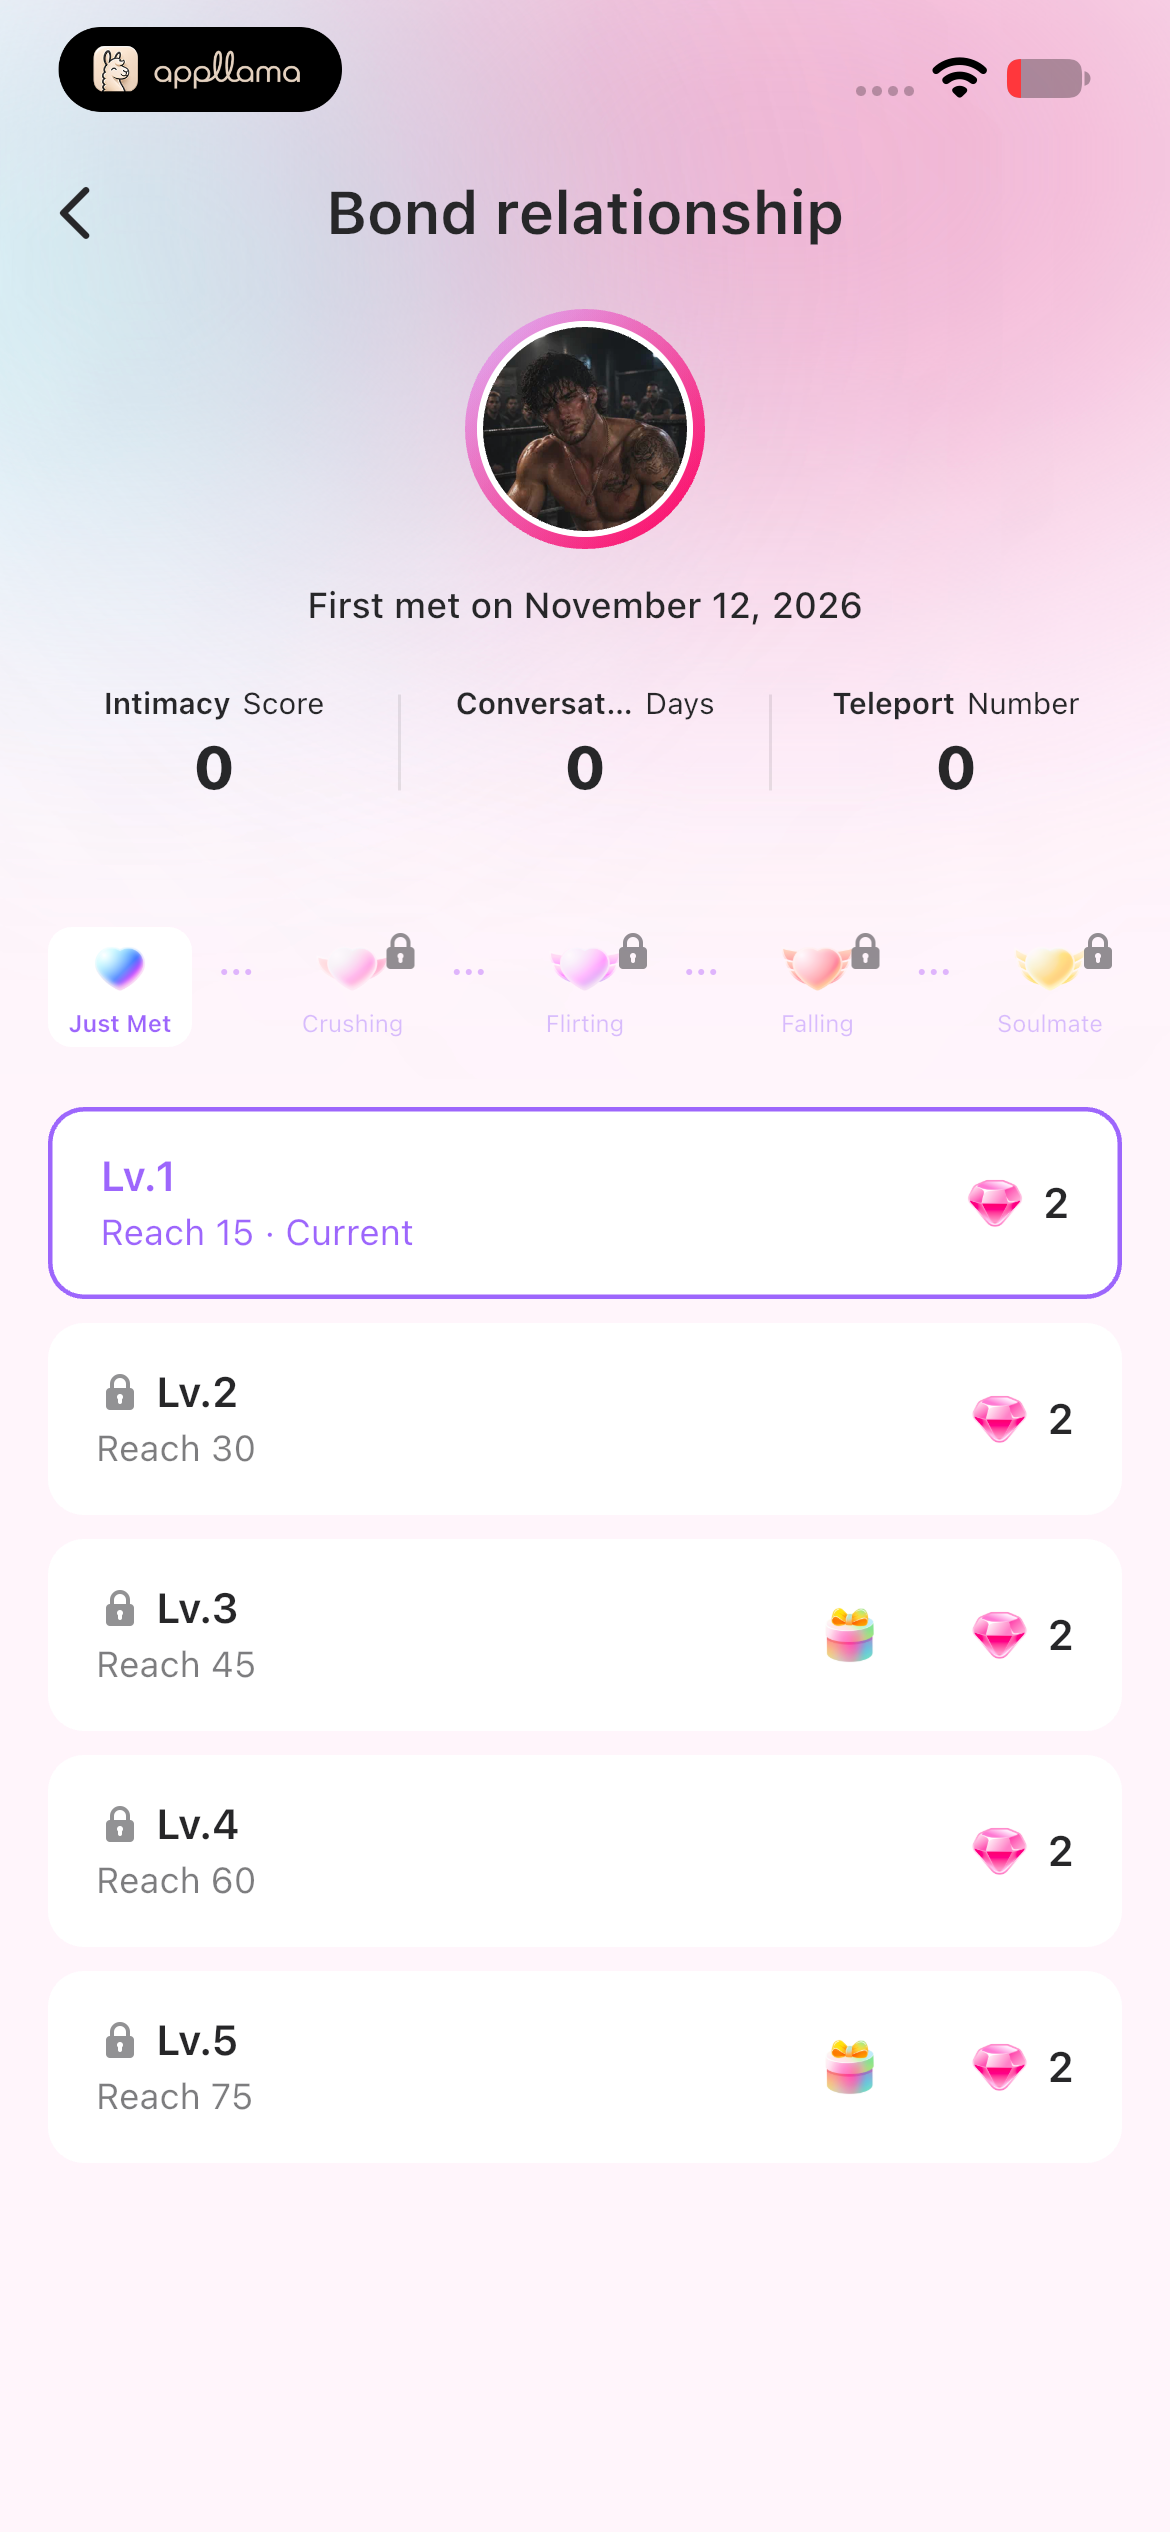 appllama
Bond relationship
First met on November 12, 2026
Intimacy Score
0
Conversat... Days
0
Teleport Number
0
Just Met
Crushing
Flirting
Falling
Soulmate
Lv.1
Reach 15 · Current
2
Lv.2
Reach 30
2
Lv.3
Reach 45
2
Lv.4
Reach 60
2
Lv.5
Reach 75
2